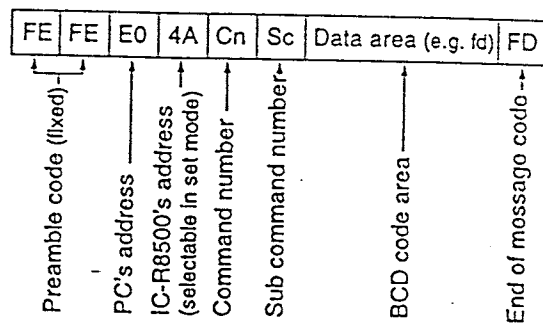 FE FE E0 4A Cn Sc Data area (e.g. fd) FD
Preamble code (fixed)
PC's address
IC-R8500's address
(selectable in set mode)
Command number
Sub command number
BCD code area
End of mossago code